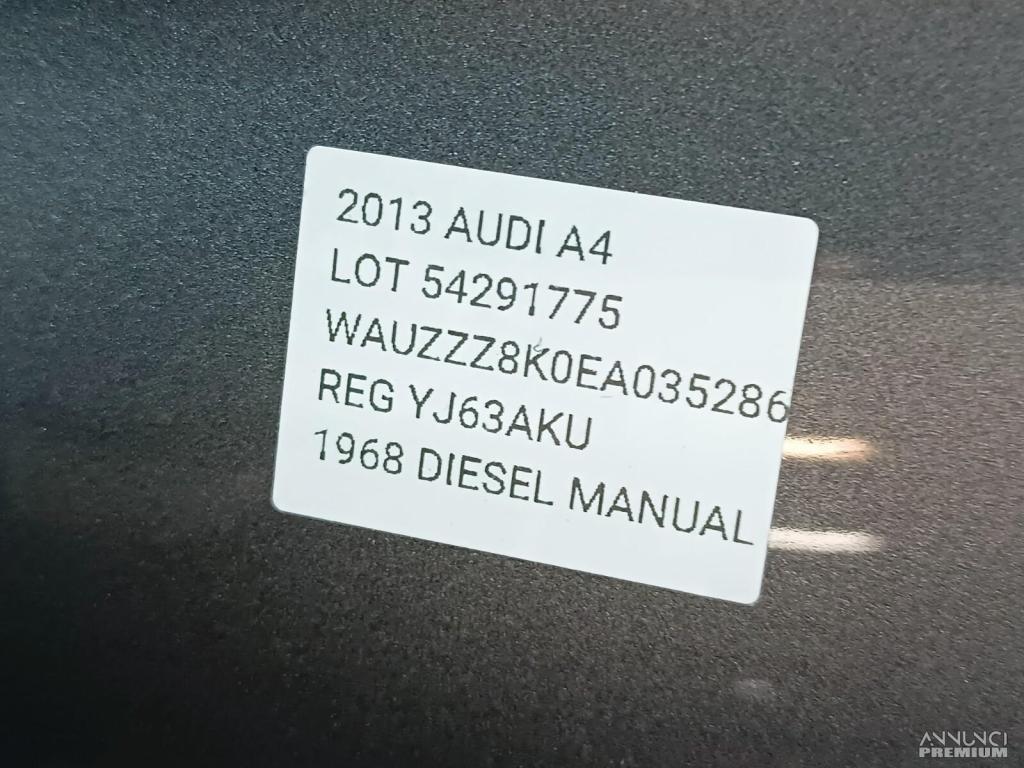 2013 AUDI A4
LOT 54291775
WAUZZZ8K0EA035286
REG YJ63AKU
1968 DIESEL MANUAL
ANNUNCI
PREMIUM